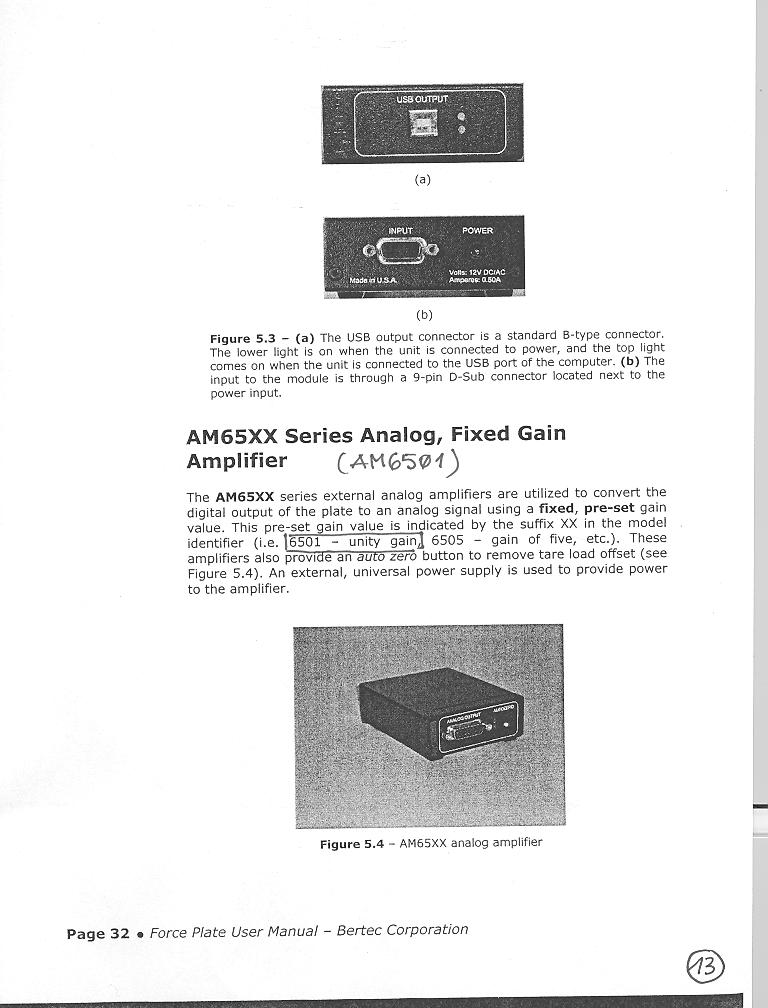 USB OUTPUT
(a)
INPUT POWER
Volts: 12V DC/AC
Made in U.S.A. Amperes: 0.50A
(b)
Figure 5.3 – (a) The USB output connector is a standard B-type connector.
The lower light is on when the unit is connected to power, and the top light
comes on when the unit is connected to the USB port of the computer. (b) The
input to the module is through a 9-pin D-Sub connector located next to the
power input.
AM65XX Series Analog, Fixed Gain
Amplifier (AM6501)
The AM65XX series external analog amplifiers are utilized to convert the
digital output of the plate to an analog signal using a fixed, pre-set gain
value. This pre-set gain value is indicated by the suffix XX in the model
identifier (i.e. 6501 – unity gain, 6505 – gain of five, etc.). These
amplifiers also provide an auto zero button to remove tare load offset (see
Figure 5.4). An external, universal power supply is used to provide power
to the amplifier.
ANALOG OUTPUT AUTOZERO
Figure 5.4 – AM65XX analog amplifier
Page 32 • Force Plate User Manual – Bertec Corporation
13